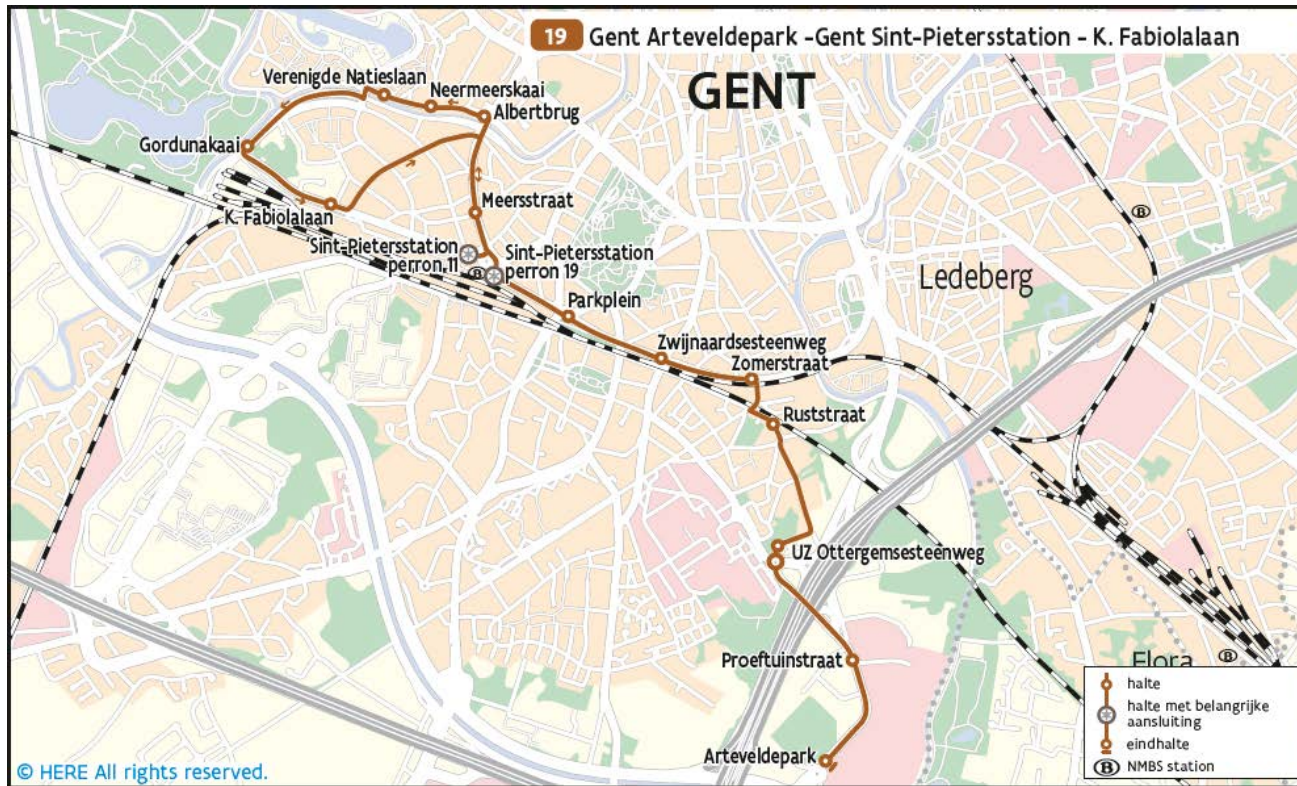 19 Gent Arteveldepark -Gent Sint-Pietersstation - K. Fabiolalaan
GENT
Verenigde Natieslaan
Neermeerskaai
Albertbrug
Gordunakaai
Meersstraat
K. Fabiolalaan
Sint-Pietersstation
perron 11
B
Sint-Pietersstation
perron 19
B
Ledeberg
Parkplein
Zwijnaardsesteenweg
Zomerstraat
Ruststraat
UZ Ottergemsesteenweg
Proeftuinstraat
Flora
B
Arteveldepark
halte
halte met belangrijke
aansluiting
eindhalte
B NMBS station
© HERE All rights reserved.